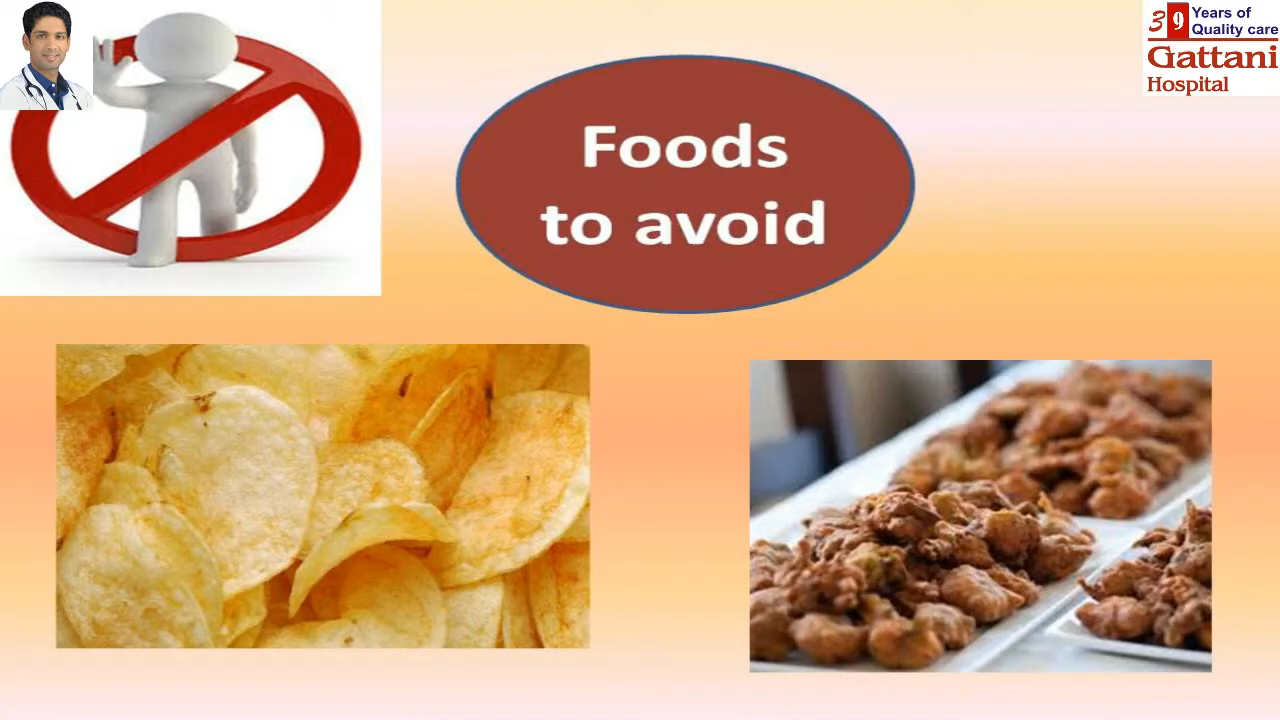 39 Years of
Quality care
Gattani
Hospital
Foods
to avoid